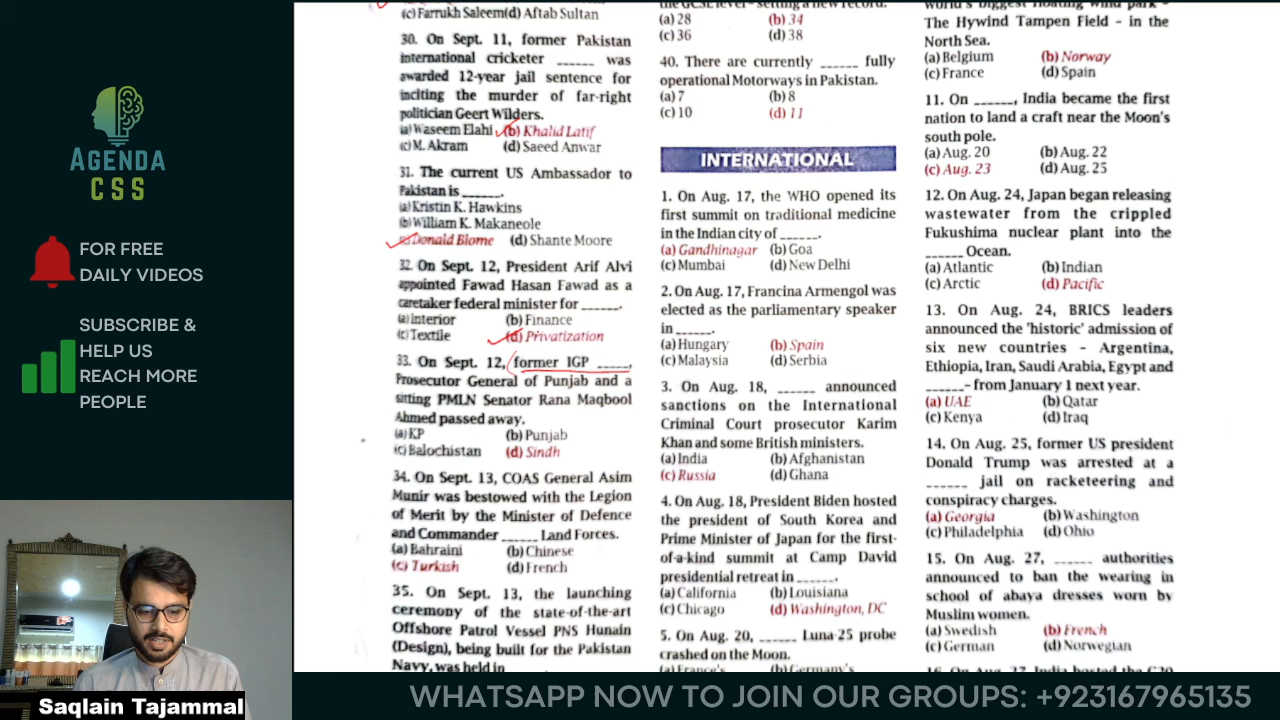 AGENDA
CSS
FOR FREE
DAILY VIDEOS
SUBSCRIBE &
HELP US
REACH MORE
PEOPLE
Saqlain Tajammal
(c) Farrukh Saleem (d) Aftab Sultan
30. On Sept. 11, former Pakistan
international cricketer ______ was
awarded 12-year jail sentence for
inciting the murder of far-right
politician Geert Wilders.
(a) Waseem Elahi (b) Khalid Latif
(c) M. Akram (d) Saeed Anwar
31. The current US Ambassador to
Pakistan is ______.
(a) Kristin K. Hawkins
(b) William K. Makaneole
(c) Donald Blome (d) Shante Moore
32. On Sept. 12, President Arif Alvi
appointed Fawad Hasan Fawad as a
caretaker federal minister for ______.
(a) Interior (b) Finance
(c) Textile (d) Privatization
33. On Sept. 12, former IGP _____,
Prosecutor General of Punjab and a
sitting PMLN Senator Rana Maqbool
Ahmed passed away.
(a) KP (b) Punjab
(c) Balochistan (d) Sindh
34. On Sept. 13, COAS General Asim
Munir was bestowed with the Legion
of Merit by the Minister of Defence
and Commander ______ Land Forces.
(a) Bahraini (b) Chinese
(c) Turkish (d) French
35. On Sept. 13, the launching
ceremony of the state-of-the-art
Offshore Patrol Vessel PNS Hunain
(Design), being built for the Pakistan
Navy, was held in
the GCSE level - setting a new record.
(a) 28 (b) 34
(c) 36 (d) 38
40. There are currently ______ fully
operational Motorways in Pakistan.
(a) 7 (b) 8
(c) 10 (d) 11
INTERNATIONAL
1. On Aug. 17, the WHO opened its
first summit on traditional medicine
in the Indian city of ______.
(a) Gandhinagar (b) Goa
(c) Mumbai (d) New Delhi
2. On Aug. 17, Francina Armengol was
elected as the parliamentary speaker
in ______.
(a) Hungary (b) Spain
(c) Malaysia (d) Serbia
3. On Aug. 18, ______ announced
sanctions on the International
Criminal Court prosecutor Karim
Khan and some British ministers.
(a) India (b) Afghanistan
(c) Russia (d) Ghana
4. On Aug. 18, President Biden hosted
the president of South Korea and
Prime Minister of Japan for the first-
of-a-kind summit at Camp David
presidential retreat in ______.
(a) California (b) Louisiana
(c) Chicago (d) Washington, DC
5. On Aug. 20, ______ Luna-25 probe
crashed on the Moon.
(a) France's (b) Germany's
world's biggest floating wind park -
The Hywind Tampen Field - in the
North Sea.
(a) Belgium (b) Norway
(c) France (d) Spain
11. On ______, India became the first
nation to land a craft near the Moon's
south pole.
(a) Aug. 20 (b) Aug. 22
(c) Aug. 23 (d) Aug. 25
12. On Aug. 24, Japan began releasing
wastewater from the crippled
Fukushima nuclear plant into the
______ Ocean.
(a) Atlantic (b) Indian
(c) Arctic (d) Pacific
13. On Aug. 24, BRICS leaders
announced the 'historic' admission of
six new countries - Argentina,
Ethiopia, Iran, Saudi Arabia, Egypt and
______ - from January 1 next year.
(a) UAE (b) Qatar
(c) Kenya (d) Iraq
14. On Aug. 25, former US president
Donald Trump was arrested at a
______ jail on racketeering and
conspiracy charges.
(a) Georgia (b) Washington
(c) Philadelphia (d) Ohio
15. On Aug. 27, ______ authorities
announced to ban the wearing in
school of abaya dresses worn by
Muslim women.
(a) Swedish (b) French
(c) German (d) Norwegian
16. On Aug. 27, India hosted the G20
WHATSAPP NOW TO JOIN OUR GROUPS: +923167965135